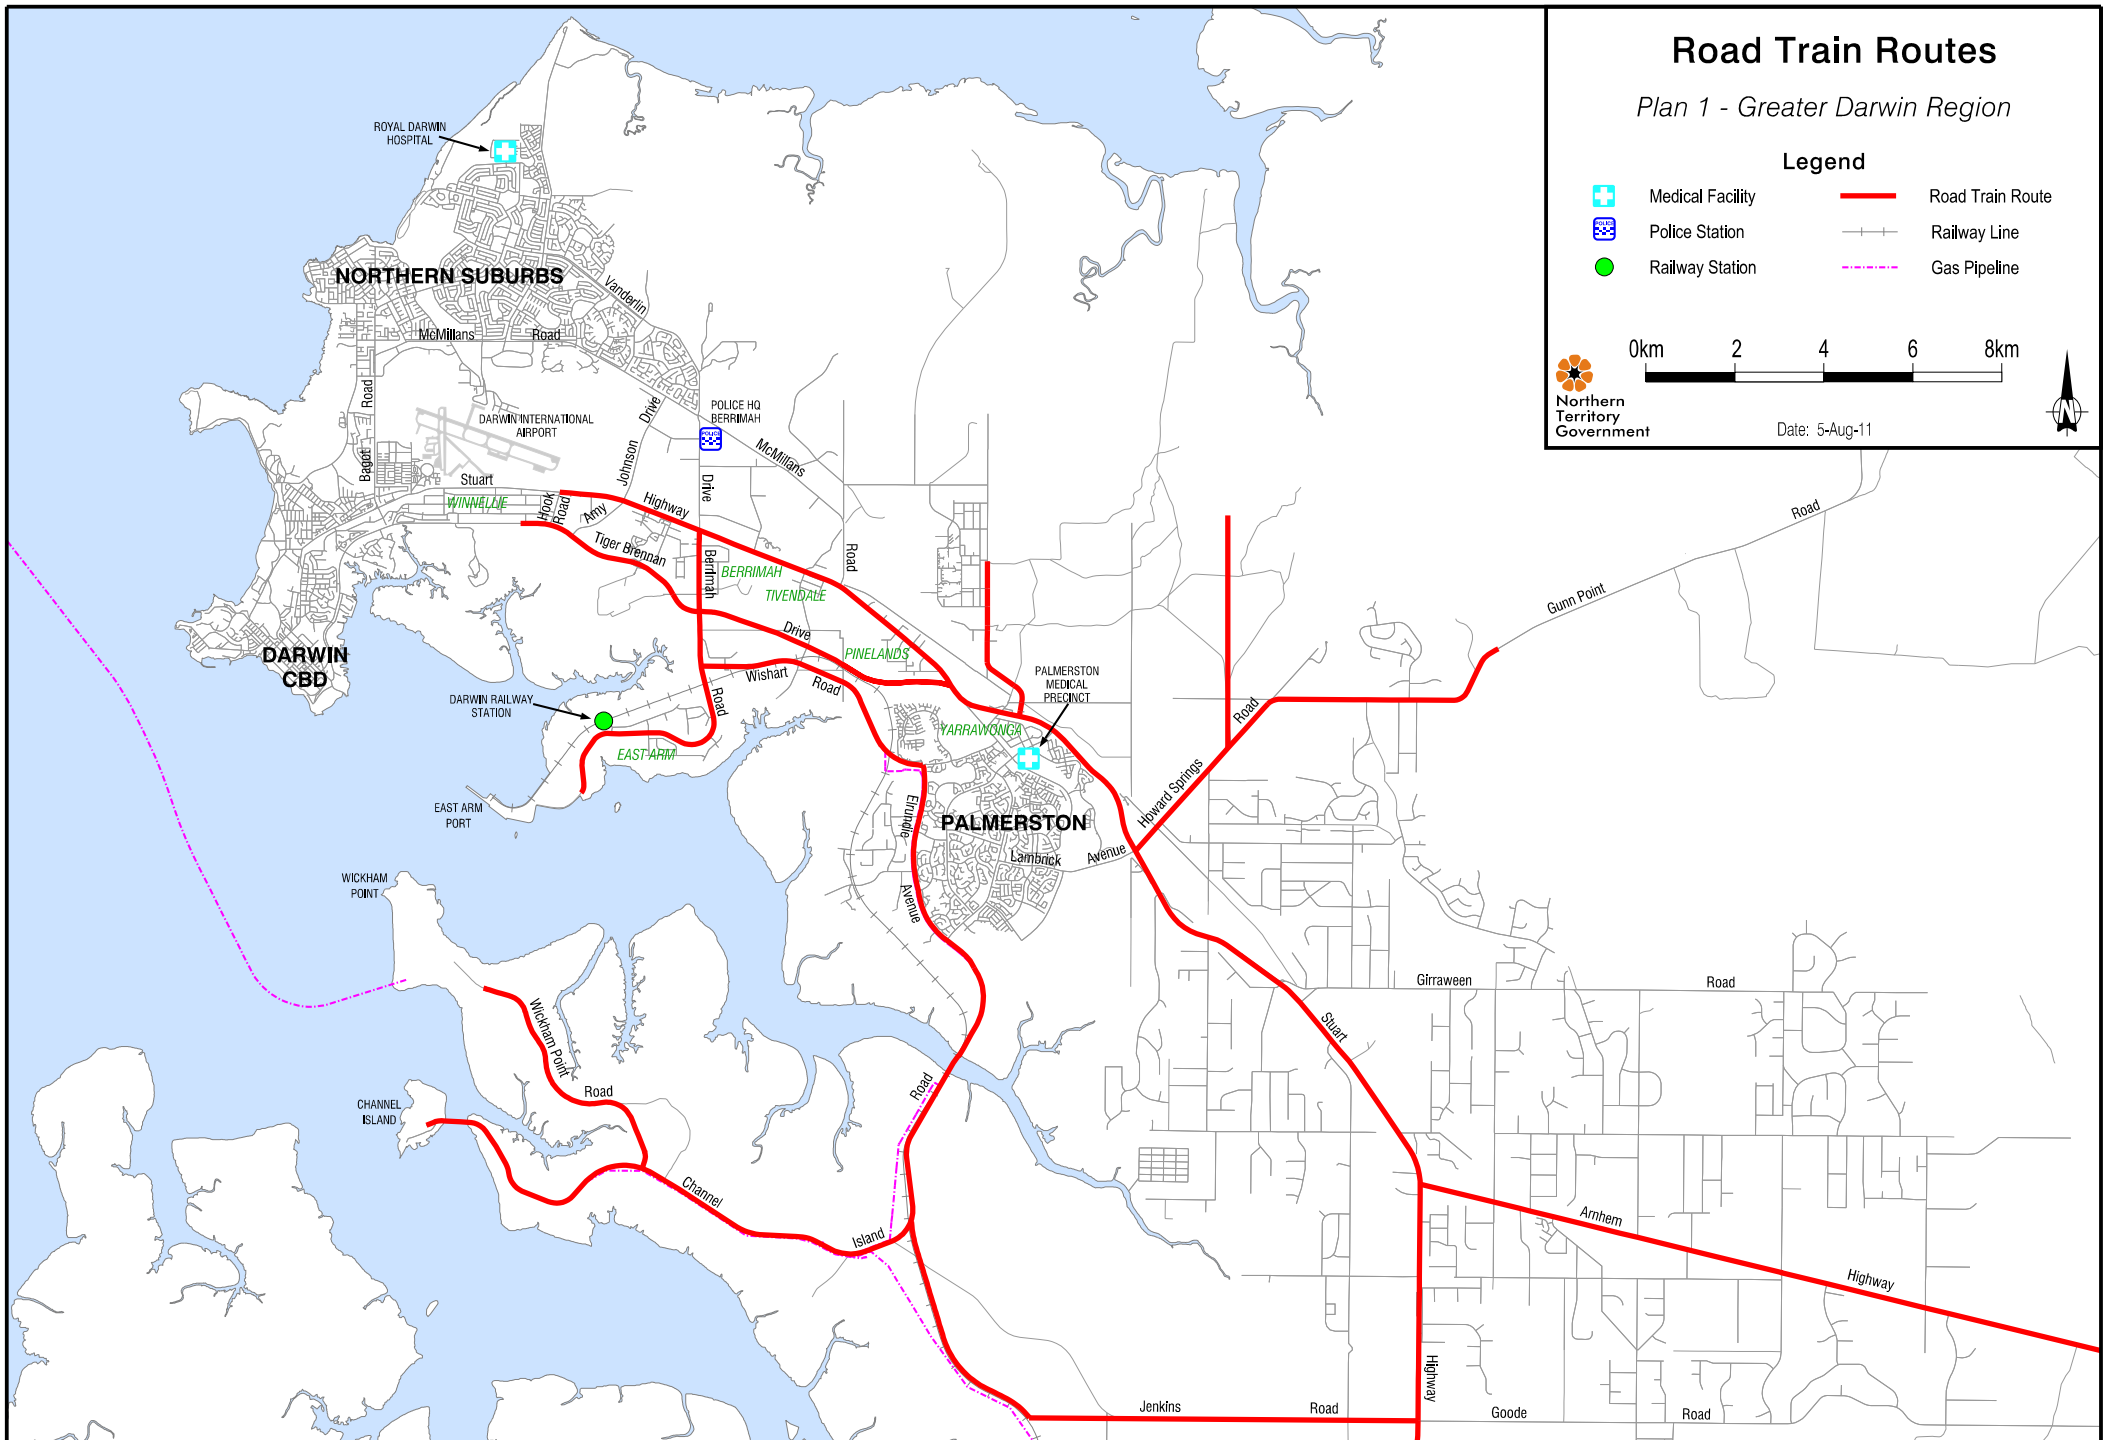 Road Train Routes
Plan 1 - Greater Darwin Region
Legend
Medical Facility
Road Train Route
POLICE
Police Station
Railway Line
Railway Station
Gas Pipeline
0km 2 4 6 8km
Northern
Territory
Government
N
Date: 5-Aug-11
ROYAL DARWIN
HOSPITAL
NORTHERN SUBURBS
Vanderlin
McMillans
Road
Road
Bagot
DARWIN INTERNATIONAL
AIRPORT
Drive
Johnson
POLICE HQ
BERRIMAH
POLICE
McMillans
Drive
Stuart
WINNELLIE
Hook
Road
Amy
Highway
Tiger Brennan
Berrimah
BERRIMAH
TIVENDALE
Road
Road
Gunn Point
Drive
PINELANDS
DARWIN
CBD
Wishart
Road
Road
PALMERSTON
MEDICAL
PRECINCT
DARWIN RAILWAY
STATION
EAST ARM
YARRAWONGA
Road
Howard Springs
EAST ARM
PORT
Elrundie
Avenue
PALMERSTON
Lambrick
Avenue
WICKHAM
POINT
Girraween
Road
Wickham Point
Road
Stuart
Road
CHANNEL
ISLAND
Channel
Island
Arnhem
Highway
Highway
Jenkins
Road
Goode
Road